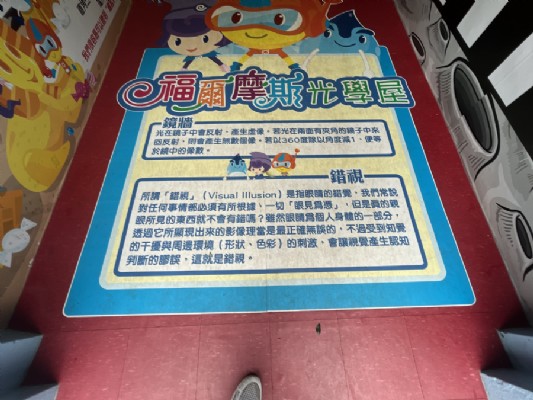 福爾摩斯光學屋
鏡牆
光在鏡子中會反射，產生虛像。若光在兩面有夾角的鏡子中來
回反射，則會產生無數個像。若以360度除以角度減1，便等
於鏡中的像數。
錯視
所謂「錯視」（Visual Illusion）是指眼睛的錯覺，我們常說
對任何事情都必須有所根據，一切「眼見為憑」，但是真的親
眼所見的東西就不會有錯嗎？雖然眼睛為個人身體的一部分，
透過它所顯現出來的影像理當是最正確無誤的，不過受到知覺
的干擾與周邊環境（形狀、色彩）的刺激，會讓視覺產生認知
判斷的謬誤，這就是錯視。